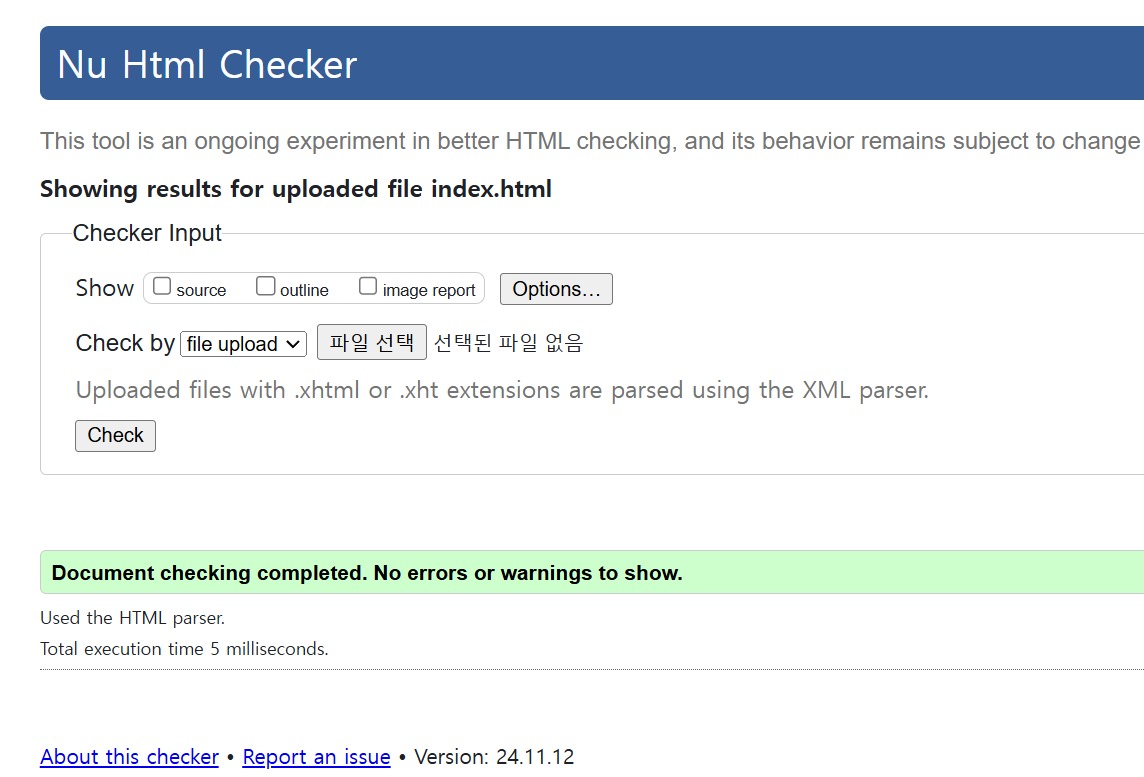 Nu Html Checker
This tool is an ongoing experiment in better HTML checking, and its behavior remains subject to change
Showing results for uploaded file index.html
Checker Input
Show source outline image report Options...
Check by file upload 파일 선택 선택된 파일 없음
Uploaded files with .xhtml or .xht extensions are parsed using the XML parser.
Check
Document checking completed. No errors or warnings to show.
Used the HTML parser.
Total execution time 5 milliseconds.
About this checker • Report an issue • Version: 24.11.12